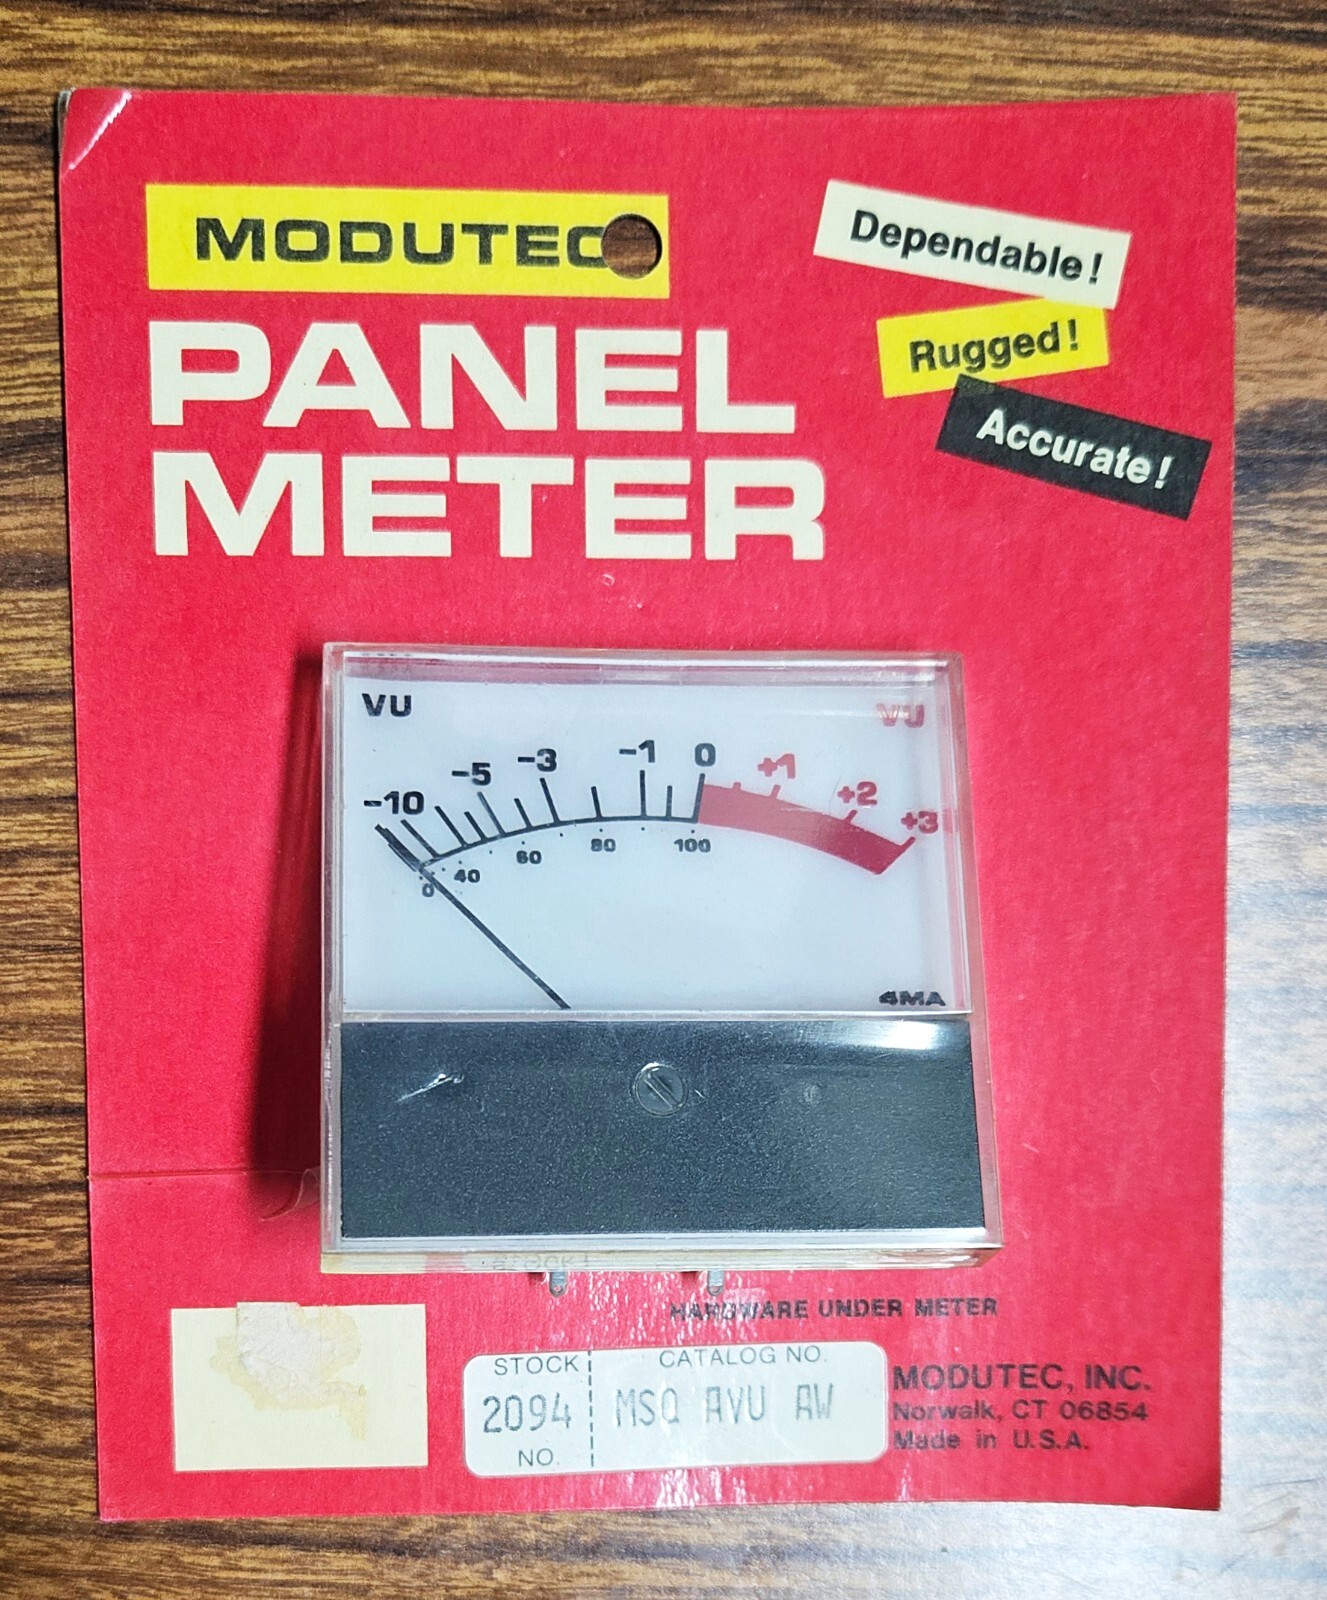 MODUTEC
PANEL
METER
Dependable!
Rugged!
Accurate!
VU
VU
-10 -5 -3 -1 0 +1 +2 +3
0 40 60 80 100
4MA
HARDWARE UNDER METER
STOCK
2094
NO.
CATALOG NO.
MSQ AVU AW
MODUTEC, INC.
Norwalk, CT 06854
Made in U.S.A.